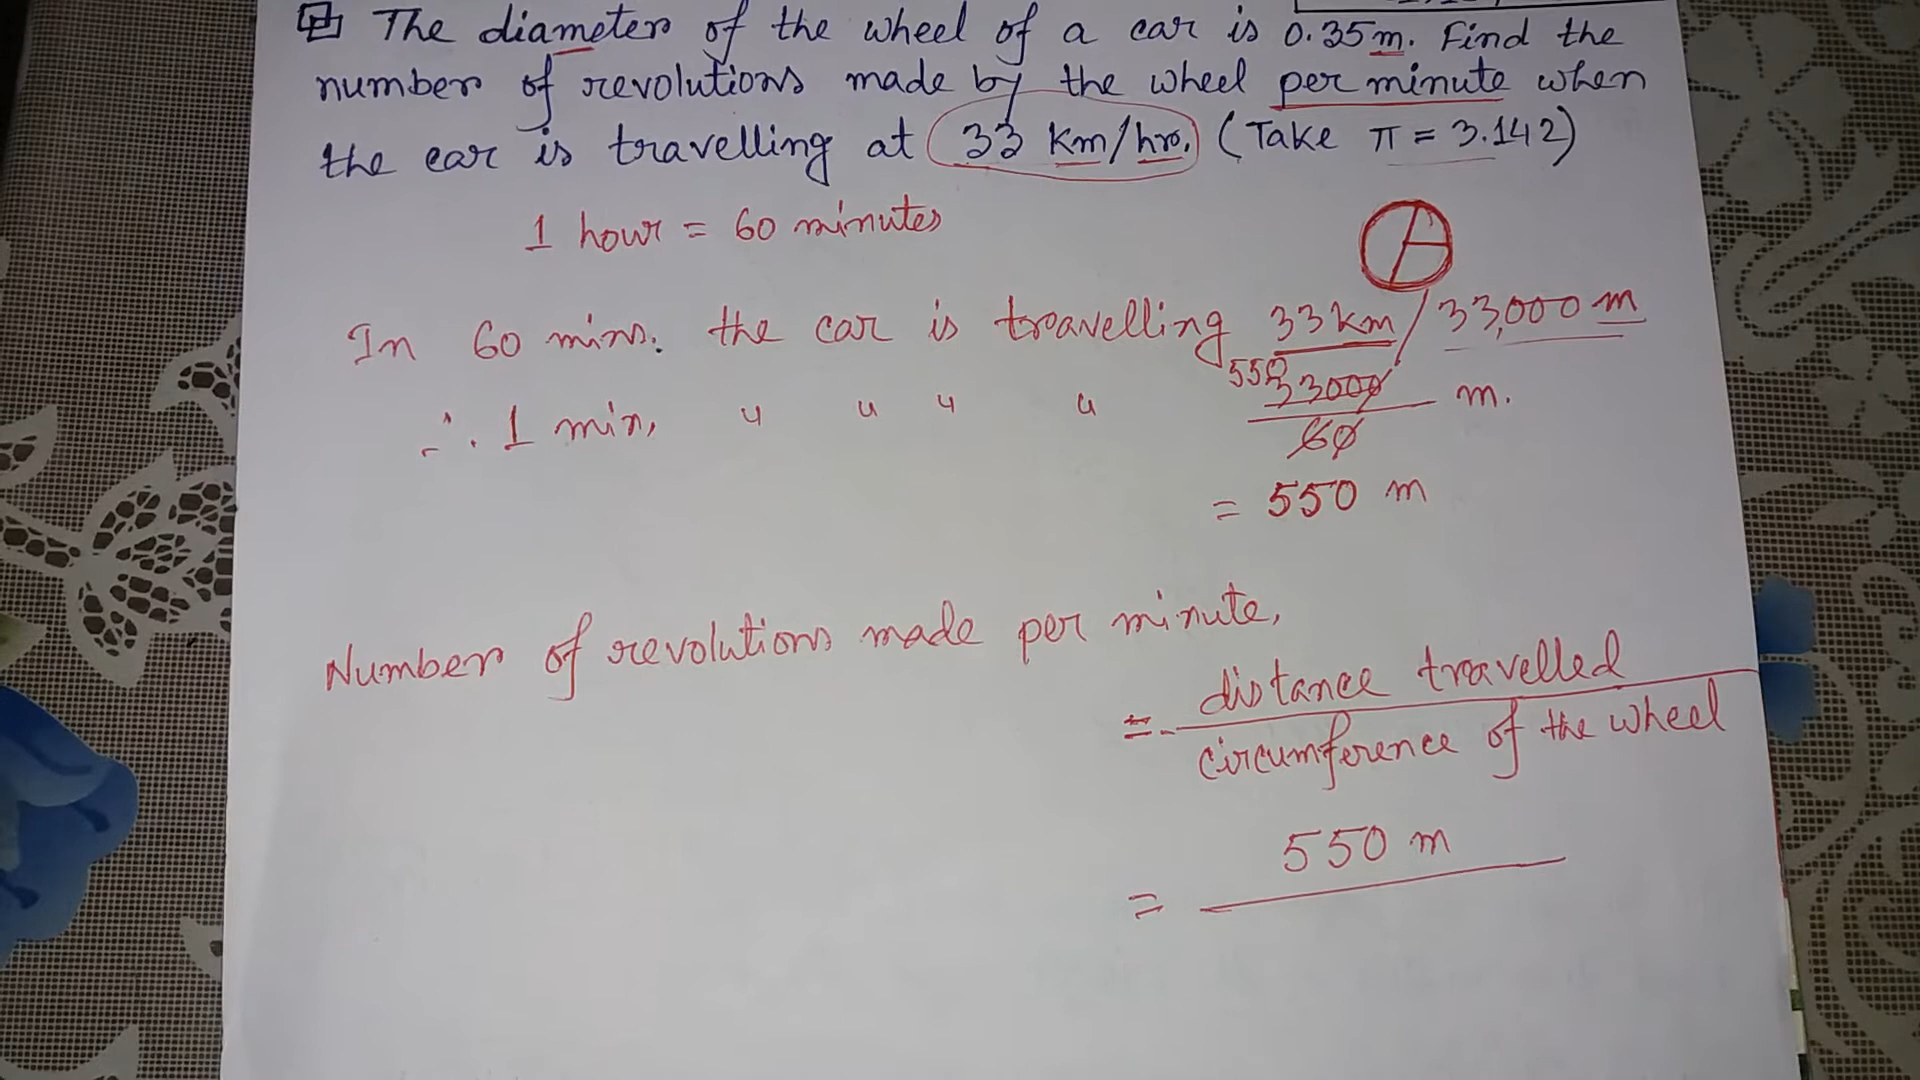 The diameter of the wheel of a car is 0.35m. Find the
number of revolutions made by the wheel per minute when
the car is travelling at 33 km/hr. (Take π = 3.142)
1 hour = 60 minutes
In 60 mins. the car is travelling 33 km / 33,000 m
∴ 1 min, " " " " 550 33000/60 m.
= 550 m
Number of revolutions made per minute,
= distance travelled
circumference of the wheel
= 550 m